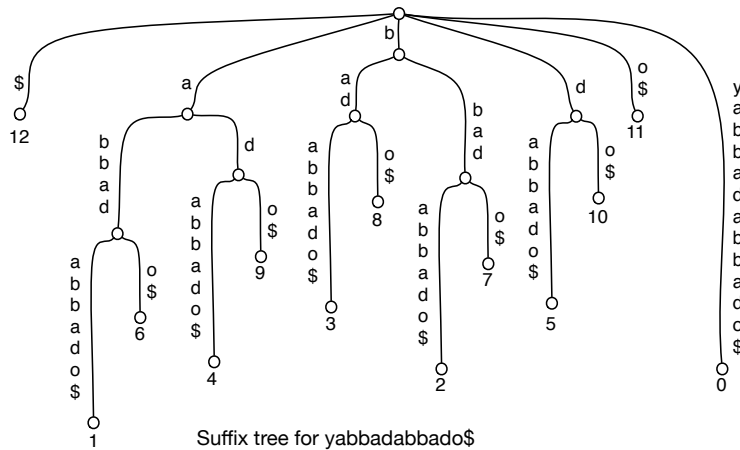 b
$
a
a d
d
o $
y a b b a d a b b a d o $
12
b b a d
d
b a d
11
a b b a d o $
o $
a b b a d o $
o $
a b b a d o $
o $
8
10
a b b a d o $
o $
9
7
a b b a d o $
o $
6
3
5
4
2
0
1
Suffix tree for yabbadabbado$